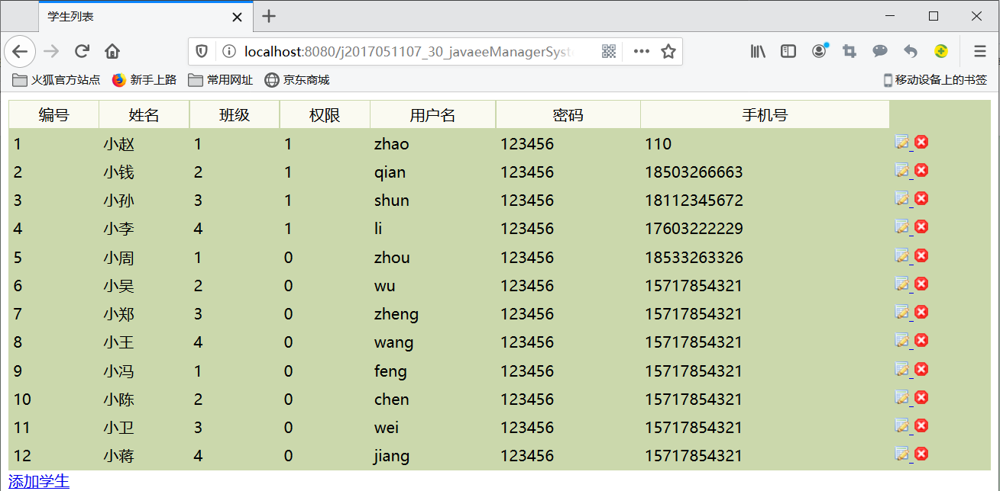 学生列表
localhost:8080/j2017051107_30_javaeeManagerSyst
火狐官方站点 新手上路 常用网址 京东商城 移动设备上的书签
编号 姓名 班级 权限 用户名 密码 手机号
1 小赵 1 1 zhao 123456 110
2 小钱 2 1 qian 123456 18503266663
3 小孙 3 1 shun 123456 18112345672
4 小李 4 1 li 123456 17603222229
5 小周 1 0 zhou 123456 18533263326
6 小吴 2 0 wu 123456 15717854321
7 小郑 3 0 zheng 123456 15717854321
8 小王 4 0 wang 123456 15717854321
9 小冯 1 0 feng 123456 15717854321
10 小陈 2 0 chen 123456 15717854321
11 小卫 3 0 wei 123456 15717854321
12 小蒋 4 0 jiang 123456 15717854321
添加学生